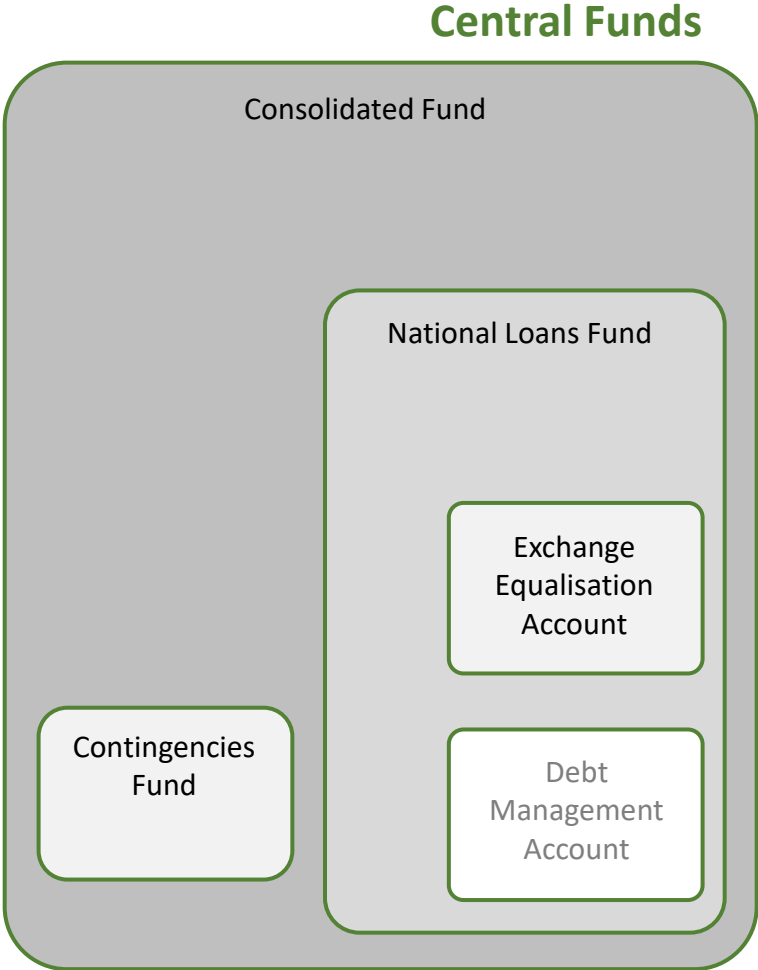 Central Funds
Consolidated Fund
National Loans Fund
Exchange
Equalisation
Account
Contingencies
Fund
Debt
Management
Account